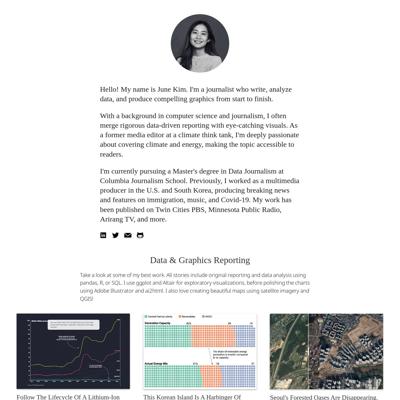 Hello! My name is June Kim. I'm a journalist who write, analyze
data, and produce compelling graphics from start to finish.
With a background in computer science and journalism, I often
merge rigorous data-driven reporting with eye-catching visuals. As
a former media editor at a climate think tank, I'm deeply passionate
about covering climate and energy, making the topic accessible to
readers.
I'm currently pursuing a Master's degree in Data Journalism at
Columbia Journalism School. Previously, I worked as a multimedia
producer in the U.S. and South Korea, producing breaking news
and features on immigration, music, and Covid-19. My work has
been published on Twin Cities PBS, Minnesota Public Radio,
Arirang TV, and more.
Data & Graphics Reporting
Take a look at some of my best work. All stories include original reporting and data analysis using
pandas, R, or SQL. I use ggplot and Altair for exploratory visualizations, before polishing the charts
using Adobe Illustrator and ai2html. I also love creating beautiful maps using satellite imagery and
QGIS!
Generation Capacity
Actual Energy Mix
Follow The Lifecycle Of A Lithium-Ion
This Korean Island Is A Harbinger Of
Seoul's Forested Oases Are Disappearing.